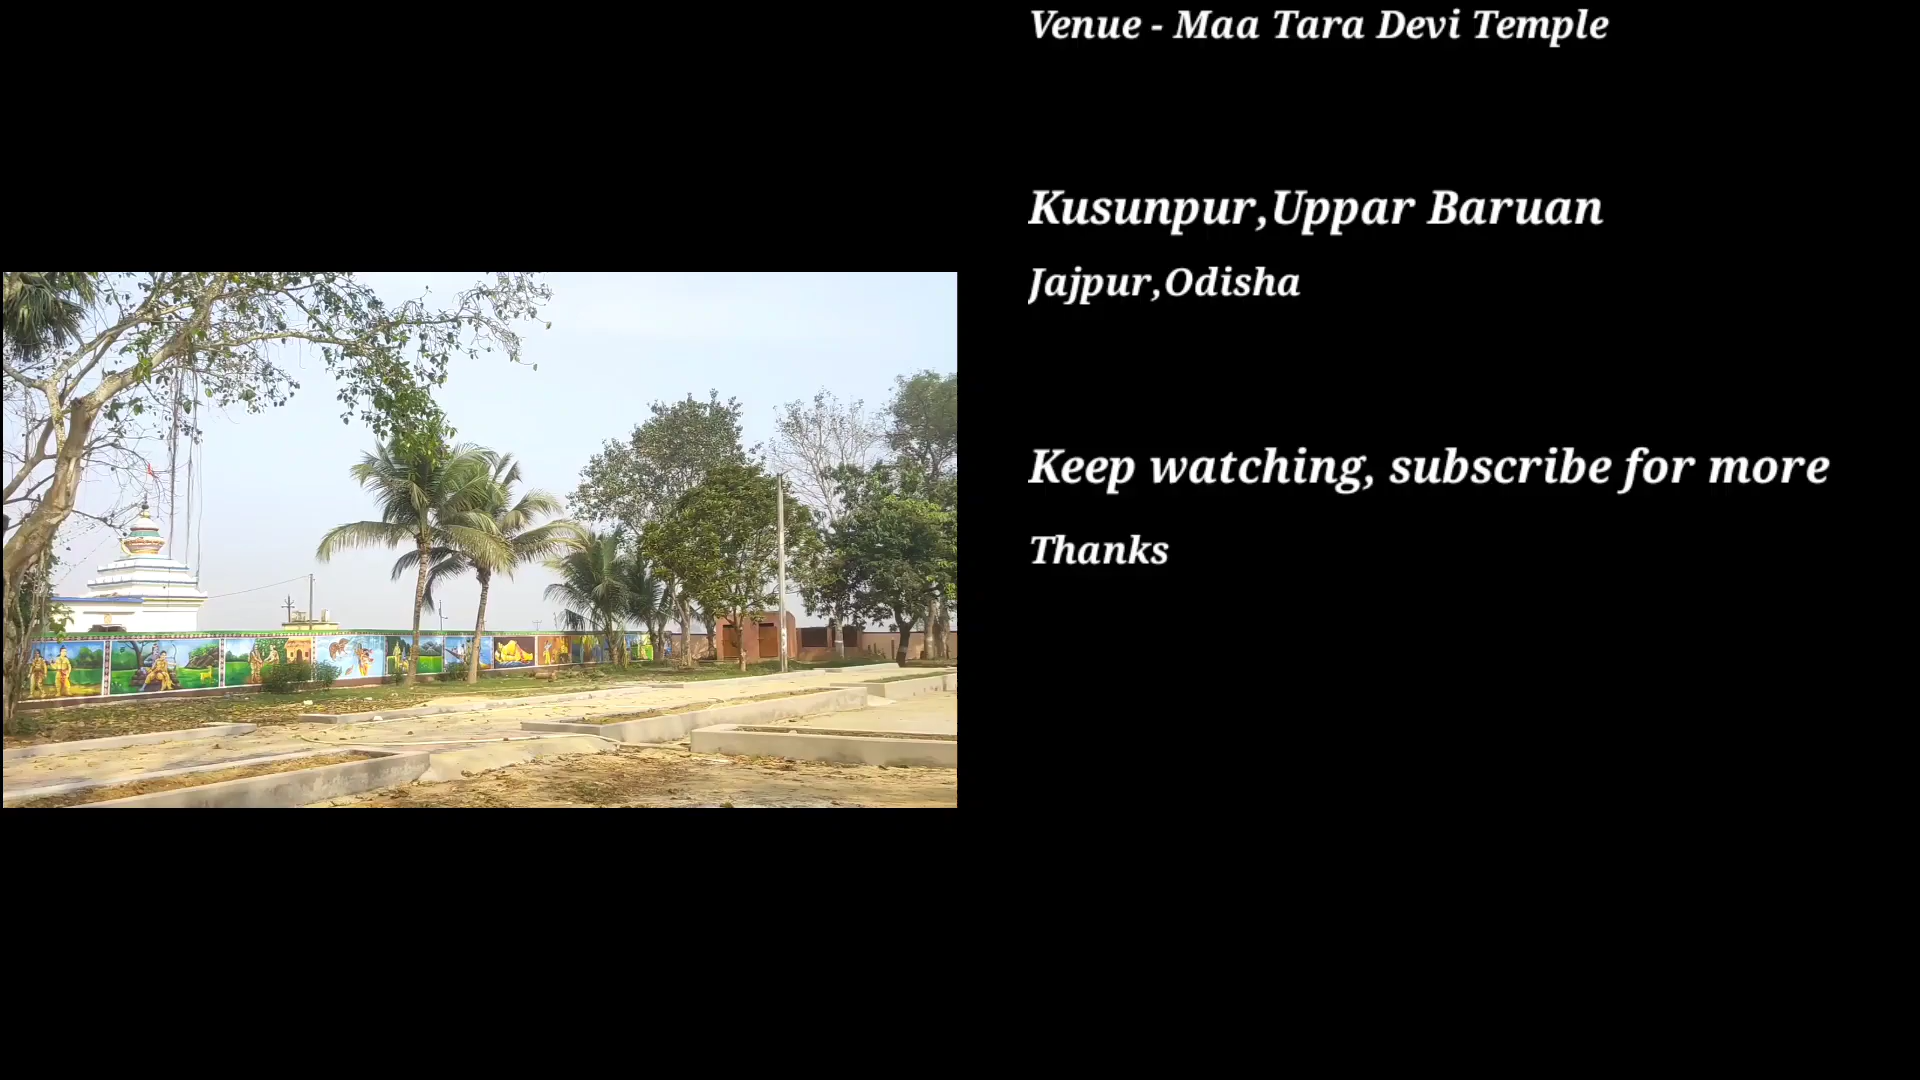 Venue - Maa Tara Devi Temple
Kusunpur,Uppar Baruan
Jajpur,Odisha
Keep watching, subscribe for more
Thanks